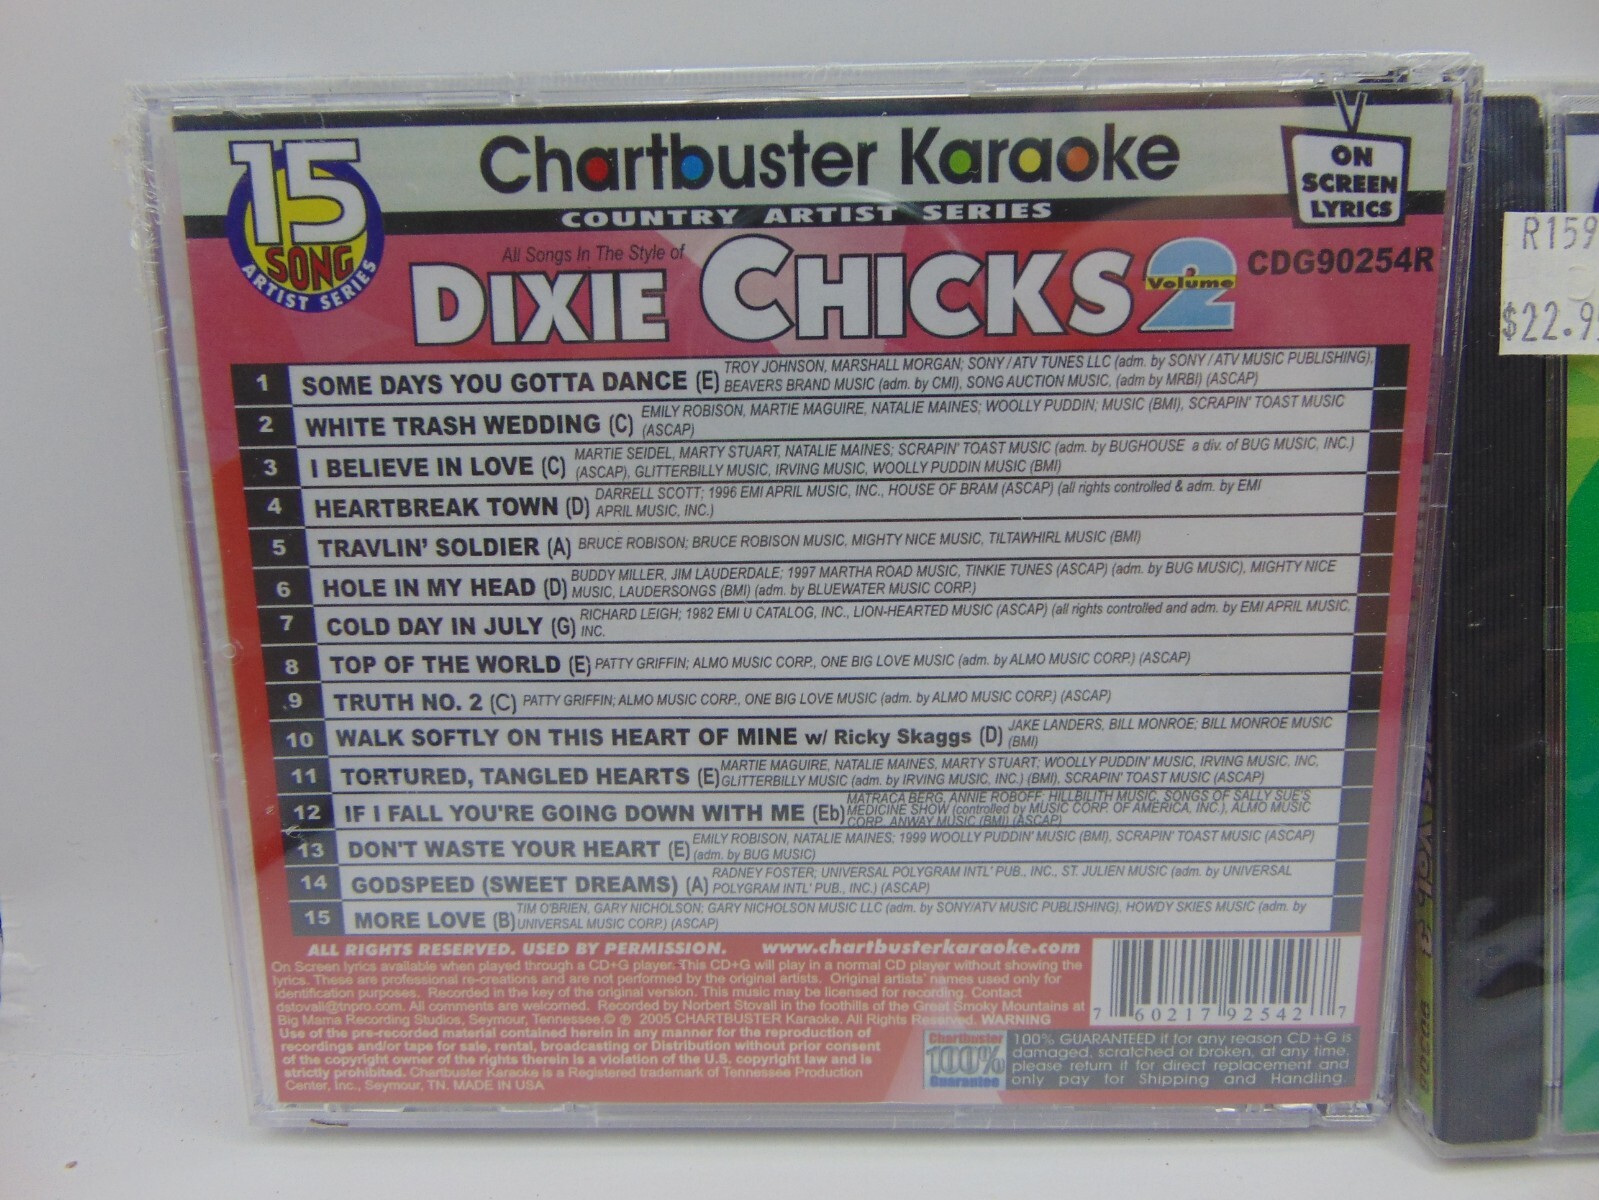 15
SONG
ARTIST SERIES
Chartbuster Karaoke
COUNTRY ARTIST SERIES
ON
SCREEN
LYRICS
All Songs In The Style of
DIXIE CHICKS
Volume
2
CDG90254R
1 SOME DAYS YOU GOTTA DANCE (E) TROY JOHNSON, MARSHALL MORGAN; SONY / ATV TUNES LLC (adm. by SONY / ATV MUSIC PUBLISHING),
BEAVERS BRAND MUSIC (adm. by CMI), SONG AUCTION MUSIC, (adm by MRBI) (ASCAP)
2 WHITE TRASH WEDDING (C) EMILY ROBISON, MARTIE MAGUIRE, NATALIE MAINES; WOOLLY PUDDIN; MUSIC (BMI), SCRAPIN' TOAST MUSIC
(ASCAP)
3 I BELIEVE IN LOVE (C) MARTIE SEIDEL, MARTY STUART, NATALIE MAINES; SCRAPIN' TOAST MUSIC (adm. by BUGHOUSE a div. of BUG MUSIC, INC.)
(ASCAP), GLITTERBILLY MUSIC, IRVING MUSIC, WOOLLY PUDDIN MUSIC (BMI)
4 HEARTBREAK TOWN (D) DARRELL SCOTT; 1996 EMI APRIL MUSIC, INC., HOUSE OF BRAM (ASCAP) (all rights controlled & adm. by EMI
APRIL MUSIC, INC.)
5 TRAVLIN' SOLDIER (A) BRUCE ROBISON; BRUCE ROBISON MUSIC, MIGHTY NICE MUSIC, TILTAWHIRL MUSIC (BMI)
6 HOLE IN MY HEAD (D) BUDDY MILLER, JIM LAUDERDALE; 1997 MARTHA ROAD MUSIC, TINKIE TUNES (ASCAP) (adm. by BUG MUSIC), MIGHTY NICE
MUSIC, LAUDERSONGS (BMI) (adm. by BLUEWATER MUSIC CORP.)
7 COLD DAY IN JULY (G) RICHARD LEIGH; 1982 EMI U CATALOG, INC., LION-HEARTED MUSIC (ASCAP) (all rights controlled and adm. by EMI APRIL MUSIC,
INC.
8 TOP OF THE WORLD (E) PATTY GRIFFIN; ALMO MUSIC CORP., ONE BIG LOVE MUSIC (adm. by ALMO MUSIC CORP.) (ASCAP)
9 TRUTH NO. 2 (C) PATTY GRIFFIN; ALMO MUSIC CORP., ONE BIG LOVE MUSIC (adm. by ALMO MUSIC CORP.) (ASCAP)
10 WALK SOFTLY ON THIS HEART OF MINE w/ Ricky Skaggs (D) JAKE LANDERS, BILL MONROE; BILL MONROE MUSIC
(BMI)
11 TORTURED, TANGLED HEARTS (E) MARTIE MAGUIRE, NATALIE MAINES, MARTY STUART; WOOLLY PUDDIN' MUSIC, IRVING MUSIC, INC,
GLITTERBILLY MUSIC (adm. by IRVING MUSIC, INC.) (BMI), SCRAPIN' TOAST MUSIC (ASCAP)
12 IF I FALL YOU'RE GOING DOWN WITH ME (Eb) MATRACA BERG, ANNIE ROBOFF; HILLBILITH MUSIC, SONGS OF SALLY SUE'S
MEDICINE SHOW (controlled by MUSIC CORP. OF AMERICA, INC.), ALMO MUSIC
CORP. ANWAY MUSIC (BMI) (ASCAP)
13 DON'T WASTE YOUR HEART (E) EMILY ROBISON, NATALIE MAINES; 1999 WOOLLY PUDDIN' MUSIC (BMI), SCRAPIN' TOAST MUSIC (ASCAP)
(adm. by BUG MUSIC)
14 GODSPEED (SWEET DREAMS) (A) RADNEY FOSTER; UNIVERSAL POLYGRAM INTL' PUB., INC., ST. JULIEN MUSIC (adm. by UNIVERSAL
POLYGRAM INTL' PUB., INC.) (ASCAP)
15 MORE LOVE (B) TIM O'BRIEN, GARY NICHOLSON; GARY NICHOLSON MUSIC LLC (adm. by SONY/ATV MUSIC PUBLISHING), HOWDY SKIES MUSIC (adm. by
UNIVERSAL MUSIC CORP.) (ASCAP)
ALL RIGHTS RESERVED. USED BY PERMISSION. www.chartbusterkaraoke.com
On Screen lyrics available when played through a CD+G player. This CD+G will play in a normal CD player without showing the
lyrics. These are professional re-creations and are not performed by the original artists. Original artists' names used only for
identification purposes. Recorded in the key of the original version. This music may be licensed for recording. Contact
dstovall@tnpro.com. All comments are welcomed. Recorded by Norbert Stovall in the foothills of the Great Smoky Mountains at
Big Mama Recording Studios, Seymour, Tennessee.© ℗ 2005 CHARTBUSTER Karaoke. All Rights Reserved. WARNING
Use of the pre-recorded material contained herein in any manner for the reproduction of
recordings and/or tape for sale, rental, broadcasting or Distribution without prior consent
of the copyright owner of the rights therein is a violation of the U.S. copyright law and is
strictly prohibited. Chartbuster Karaoke is a Registered trademark of Tennessee Production
Center, Inc., Seymour, TN. MADE IN USA
7 60217 92542 7
Chartbuster
100%
Guarantee
100% GUARANTEED if for any reason CD+G is
damaged, scratched or broken, at any time,
please return it for direct replacement and
only pay for Shipping and Handling.
R159
$22.9